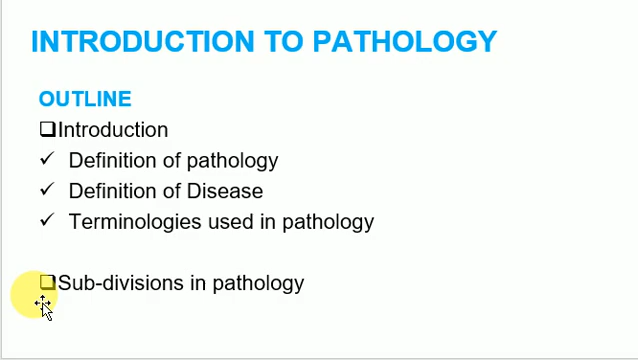 INTRODUCTION TO PATHOLOGY
OUTLINE
❑Introduction
✓ Definition of pathology
✓ Definition of Disease
✓ Terminologies used in pathology
❑Sub-divisions in pathology